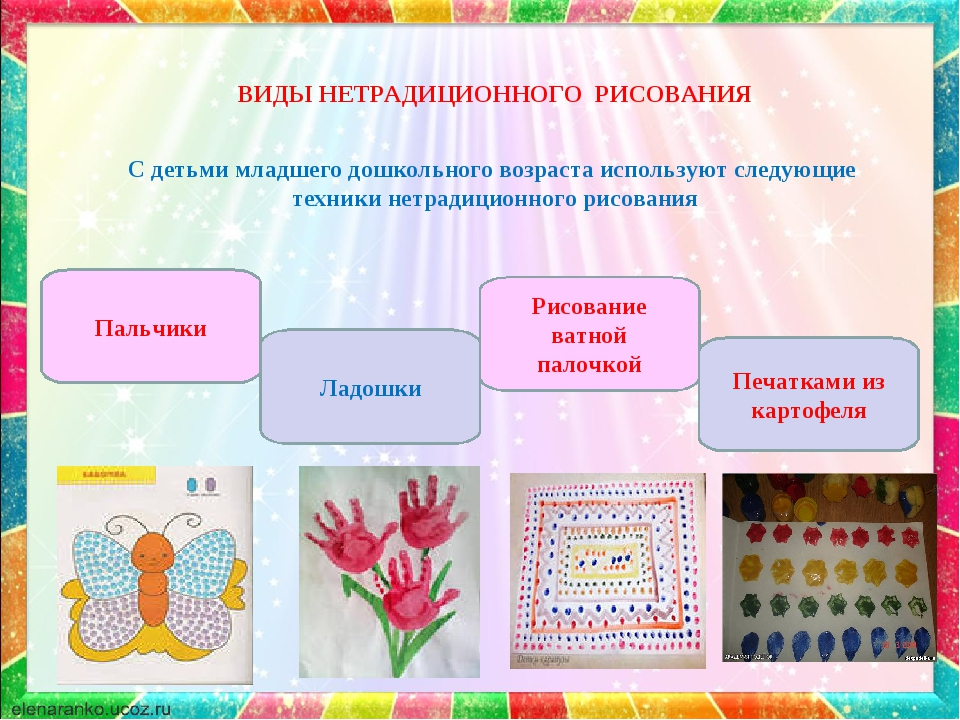 ВИДЫ НЕТРАДИЦИОННОГО РИСОВАНИЯ
С детьми младшего дошкольного возраста используют следующие
техники нетрадиционного рисования
Пальчики
Ладошки
Рисование
ватной
палочкой
Печатками из
картофеля
БАБОЧКА
elenaranko.ucoz.ru